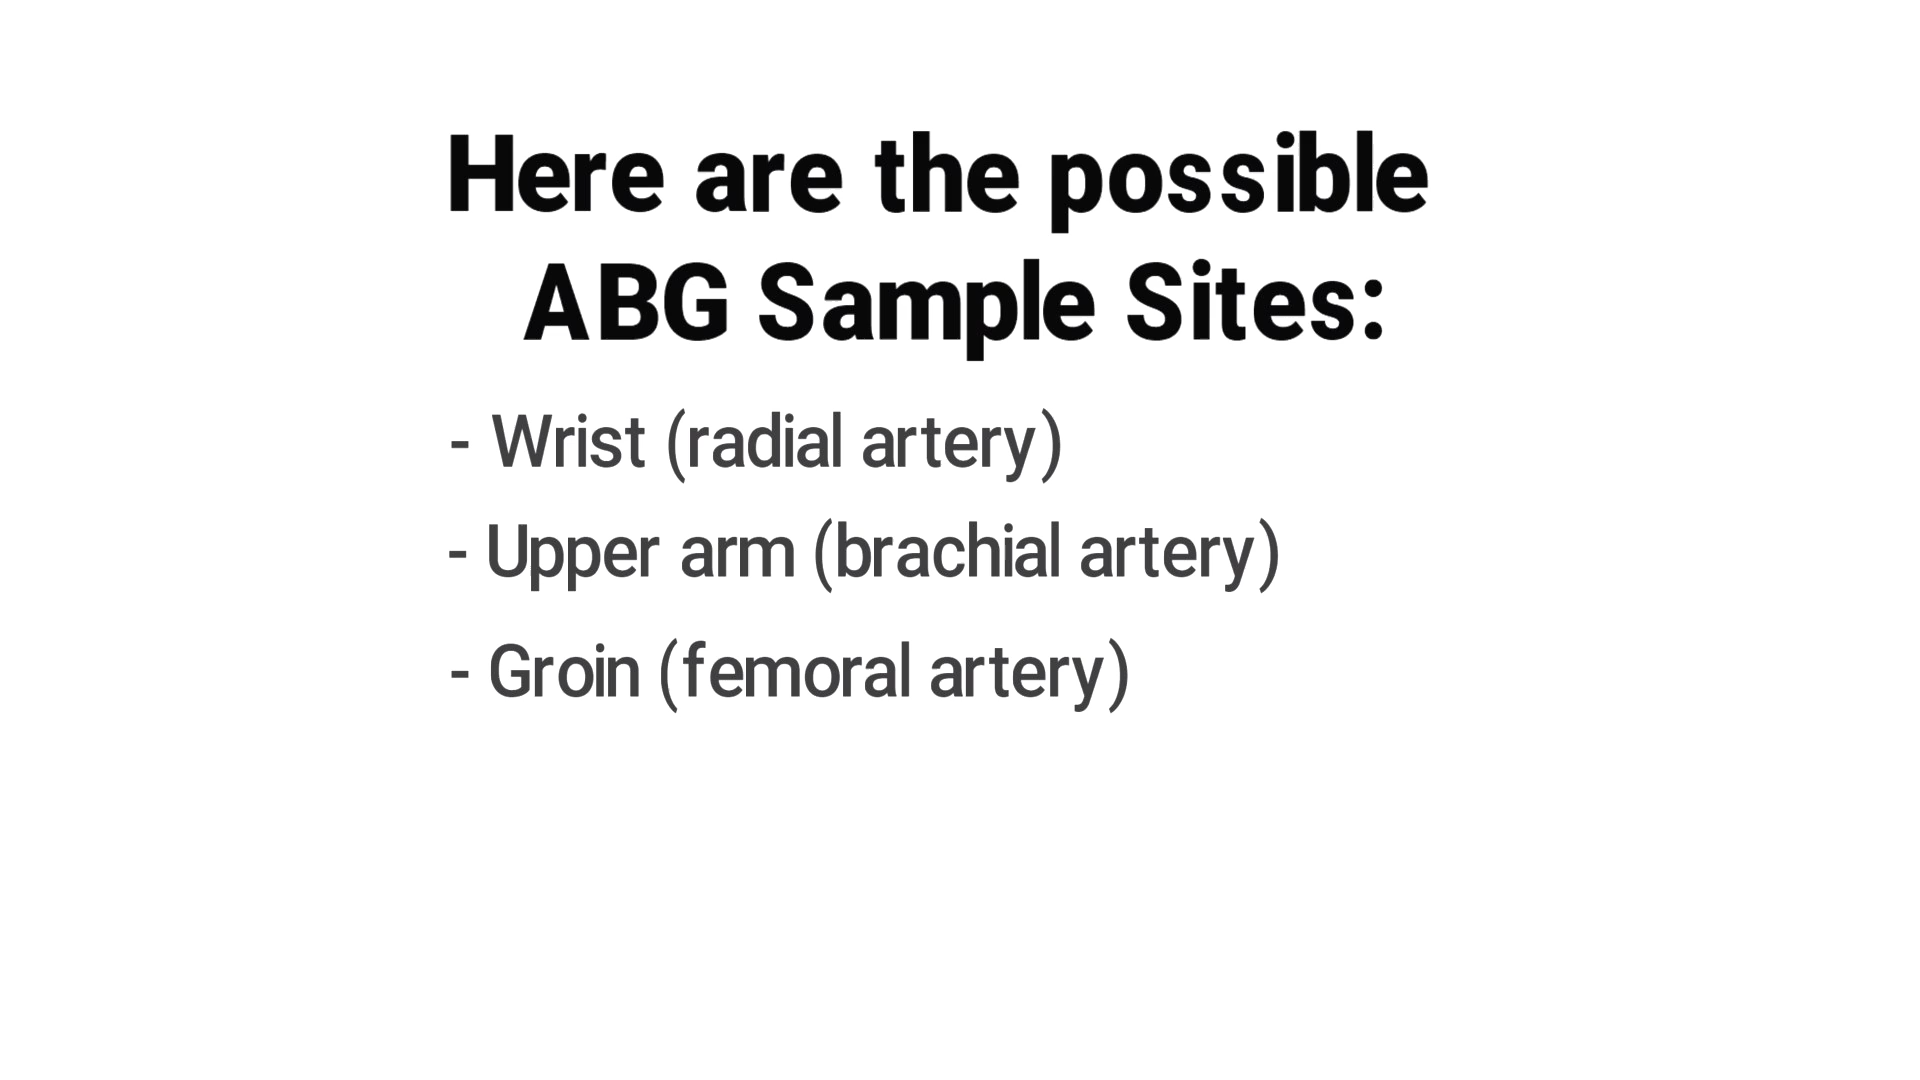 Here are the possible
ABG Sample Sites:
- Wrist (radial artery)
- Upper arm (brachial artery)
- Groin (femoral artery)